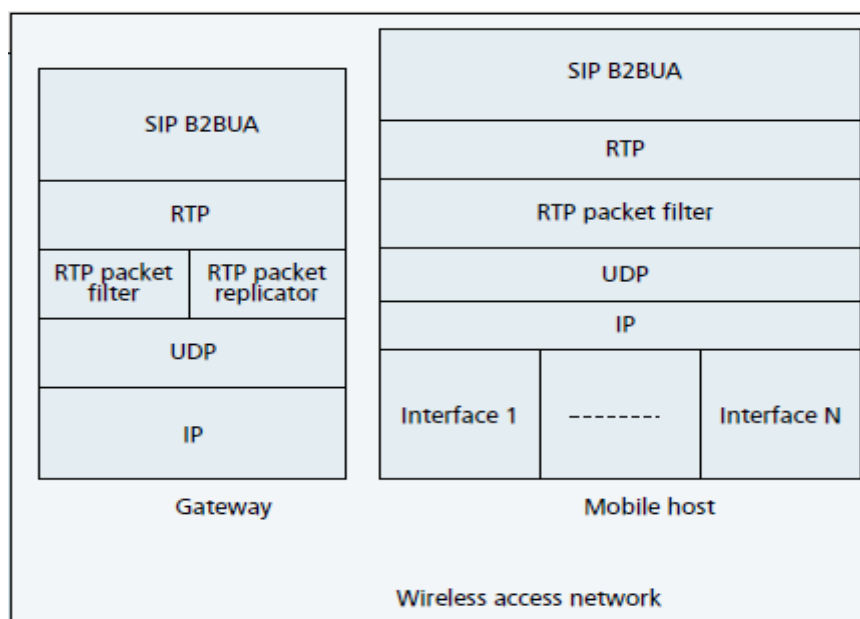 SIP B2BUA
RTP
RTP packet
filter
RTP packet
replicator
UDP
IP
Gateway
SIP B2BUA
RTP
RTP packet filter
UDP
IP
Interface 1
Interface N
Mobile host
Wireless access network